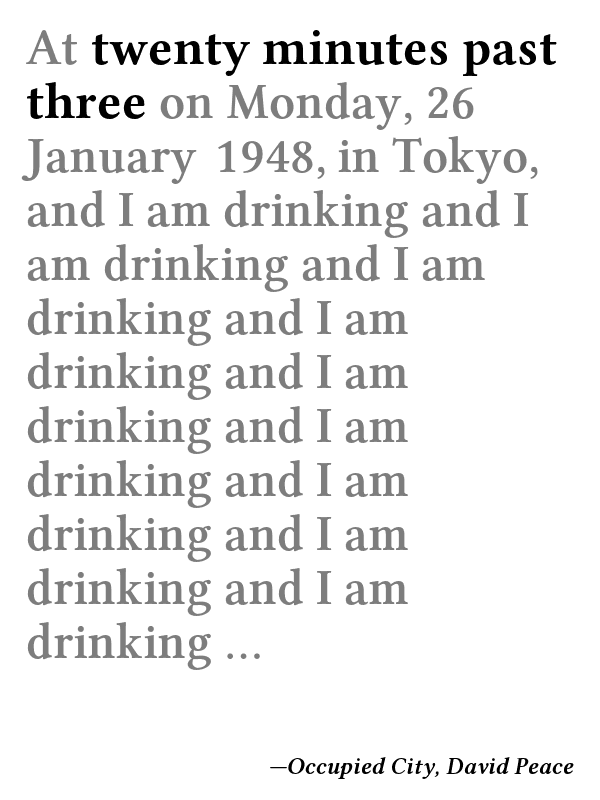 At twenty minutes past
three on Monday, 26
January 1948, in Tokyo,
and I am drinking and I
am drinking and I am
drinking and I am
drinking and I am
drinking and I am
drinking and I am
drinking and I am
drinking and I am
drinking ...
—Occupied City, David Peace